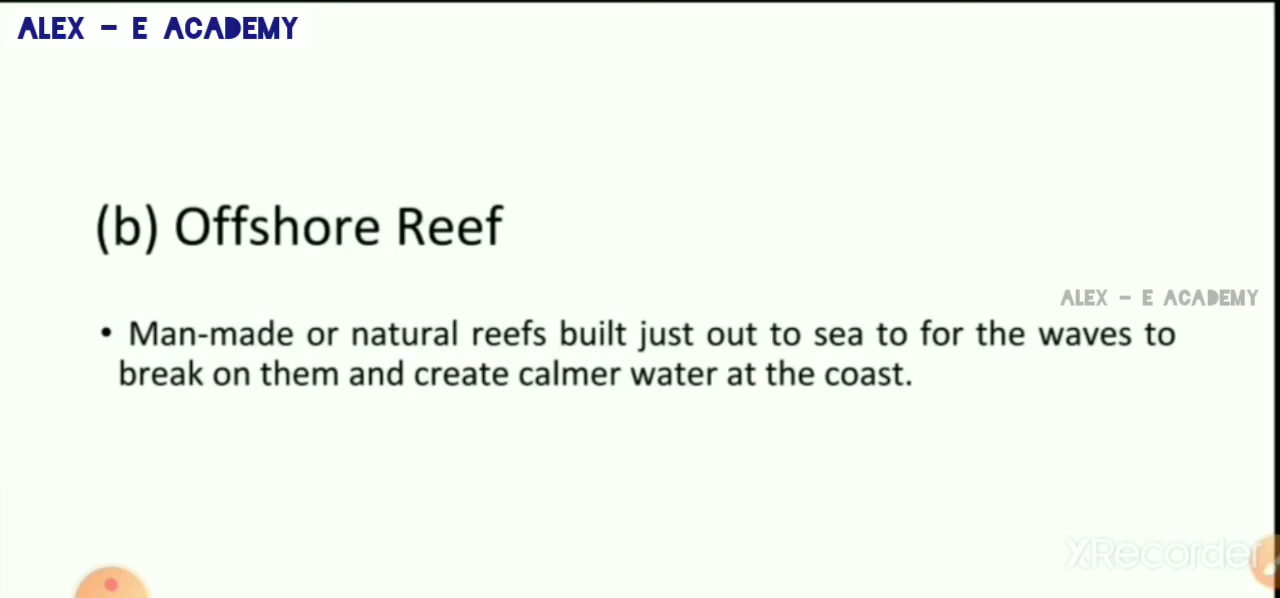 ALEX - E ACADEMY
(b) Offshore Reef
ALEX - E ACADEMY
• Man-made or natural reefs built just out to sea to for the waves to
break on them and create calmer water at the coast.
XRecorder